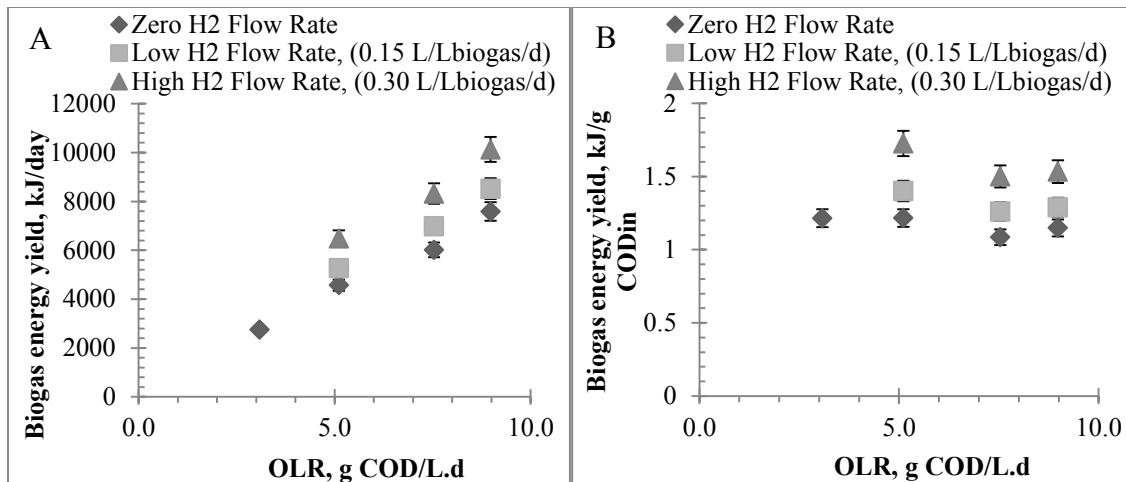 A
Zero H2 Flow Rate
Low H2 Flow Rate, (0.15 L/Lbiogas/d)
High H2 Flow Rate, (0.30 L/Lbiogas/d)
Biogas energy yield, kJ/day
12000
10000
8000
6000
4000
2000
0
0.0
5.0
10.0
OLR, g COD/L.d
B
Zero H2 Flow Rate
Low H2 Flow Rate, (0.15 L/Lbiogas/d)
High H2 Flow Rate, (0.30 L/Lbiogas/d)
Biogas energy yield, kJ/g
CODin
2
1.5
1
0.5
0
0.0
5.0
10.0
OLR, g COD/L.d